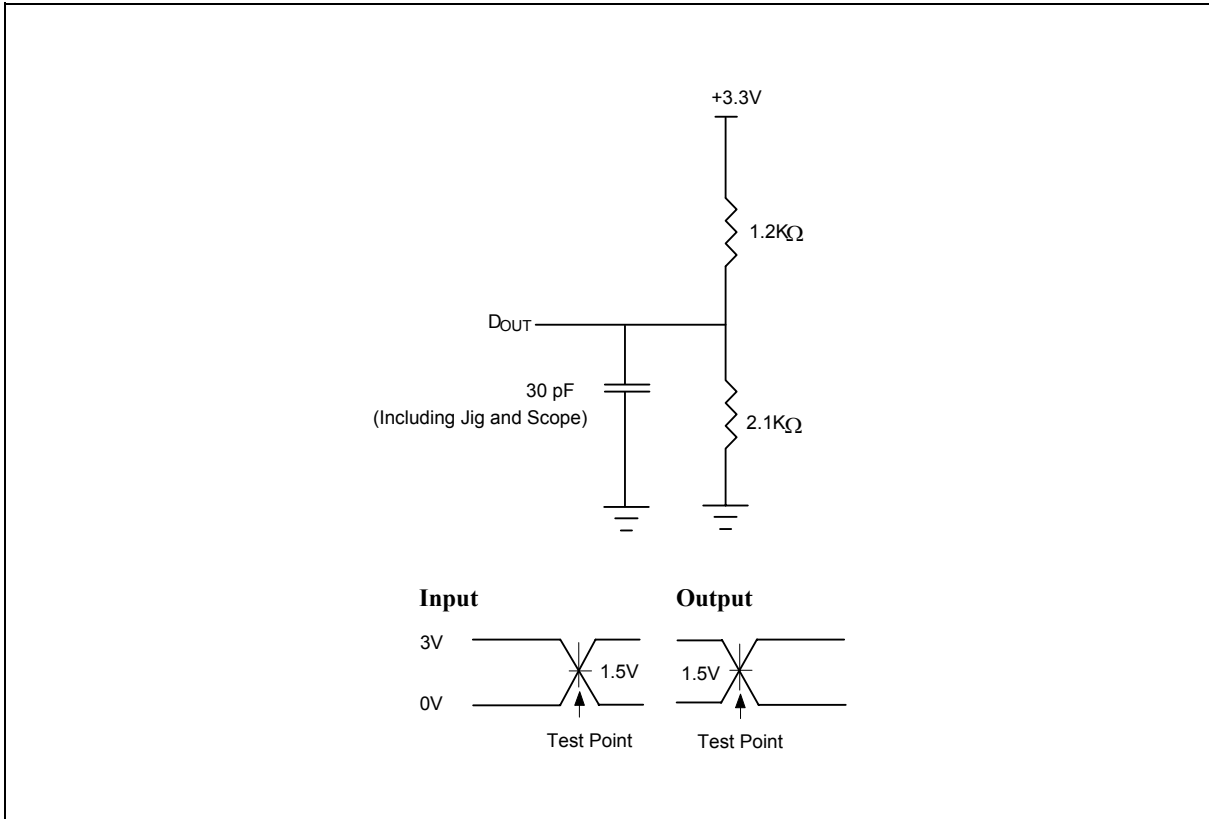 +3.3V
1.2KΩ
DOUT
30 pF
(Including Jig and Scope)
2.1KΩ
Input
Output
3V
1.5V
1.5V
0V
Test Point
Test Point